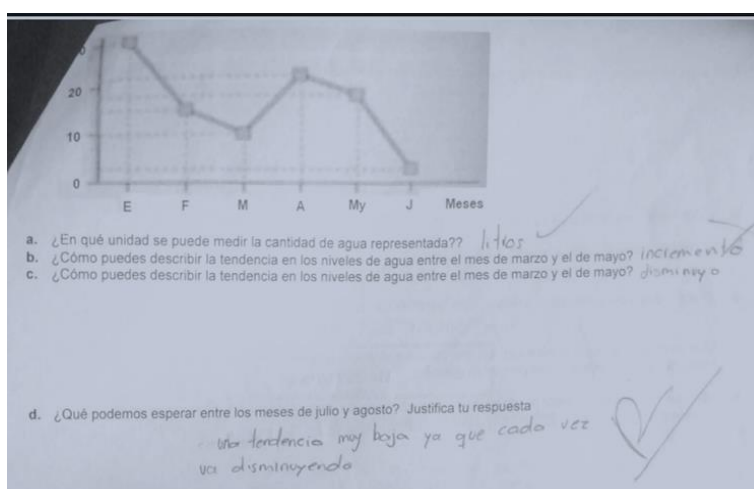 20
10
0
E F M A My J Meses
a. ¿En qué unidad se puede medir la cantidad de agua representada?? litros
b. ¿Cómo puedes describir la tendencia en los niveles de agua entre el mes de marzo y el de mayo? incremento
c. ¿Cómo puedes describir la tendencia en los niveles de agua entre el mes de marzo y el de mayo? disminuyo
d. ¿Qué podemos esperar entre los meses de julio y agosto? Justifica tu respuesta
una tendencia muy baja ya que cada vez
va disminuyendo